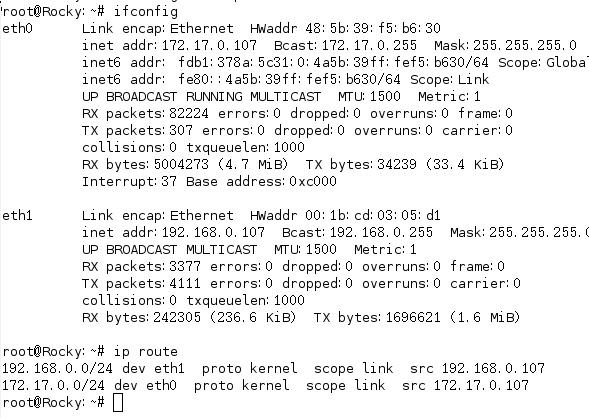 root@Rocky:~# ifconfig
eth0 Link encap:Ethernet HWaddr 48:5b:39:f5:b6:30
inet addr:172.17.0.107 Bcast:172.17.0.255 Mask:255.255.255.0
inet6 addr: fdb1:378a:5c31:0:4a5b:39ff:fef5:b630/64 Scope:Global
inet6 addr: fe80::4a5b:39ff:fef5:b630/64 Scope:Link
UP BROADCAST RUNNING MULTICAST MTU:1500 Metric:1
RX packets:82224 errors:0 dropped:0 overruns:0 frame:0
TX packets:307 errors:0 dropped:0 overruns:0 carrier:0
collisions:0 txqueuelen:1000
RX bytes:5004273 (4.7 MiB) TX bytes:34239 (33.4 KiB)
Interrupt:37 Base address:0xc000
eth1 Link encap:Ethernet HWaddr 00:1b:cd:03:05:d1
inet addr:192.168.0.107 Bcast:192.168.0.255 Mask:255.255.255.0
UP BROADCAST MULTICAST MTU:1500 Metric:1
RX packets:3377 errors:0 dropped:0 overruns:0 frame:0
TX packets:4111 errors:0 dropped:0 overruns:0 carrier:0
collisions:0 txqueuelen:1000
RX bytes:242305 (236.6 KiB) TX bytes:1696621 (1.6 MiB)
root@Rocky:~# ip route
192.168.0.0/24 dev eth1 proto kernel scope link src 192.168.0.107
172.17.0.0/24 dev eth0 proto kernel scope link src 172.17.0.107
root@Rocky:~#